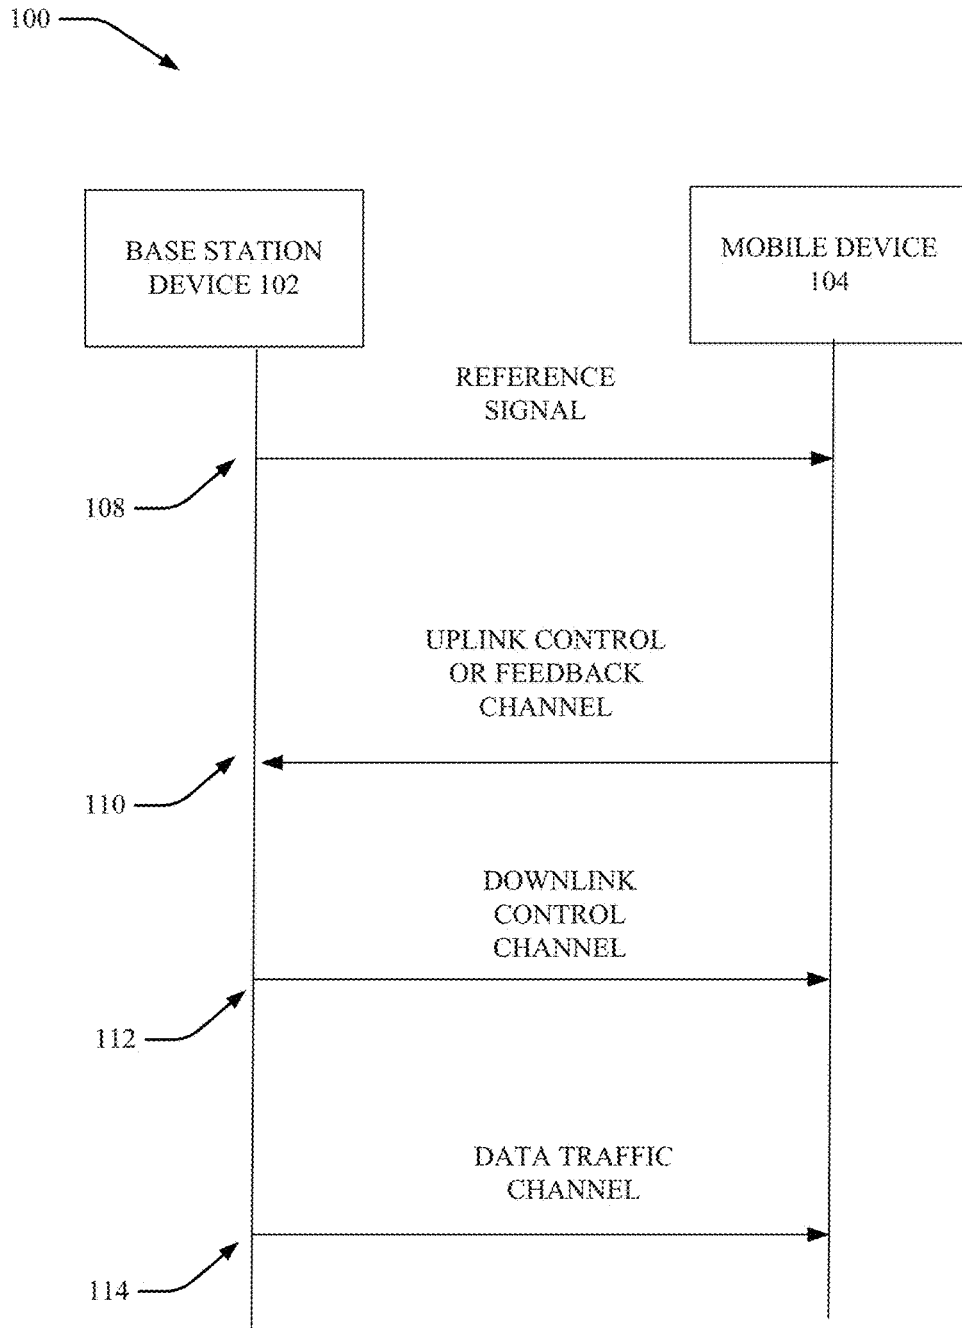 100
BASE STATION
DEVICE 102
MOBILE DEVICE
104
REFERENCE
SIGNAL
108
UPLINK CONTROL
OR FEEDBACK
CHANNEL
110
DOWNLINK
CONTROL
CHANNEL
112
DATA TRAFFIC
CHANNEL
114